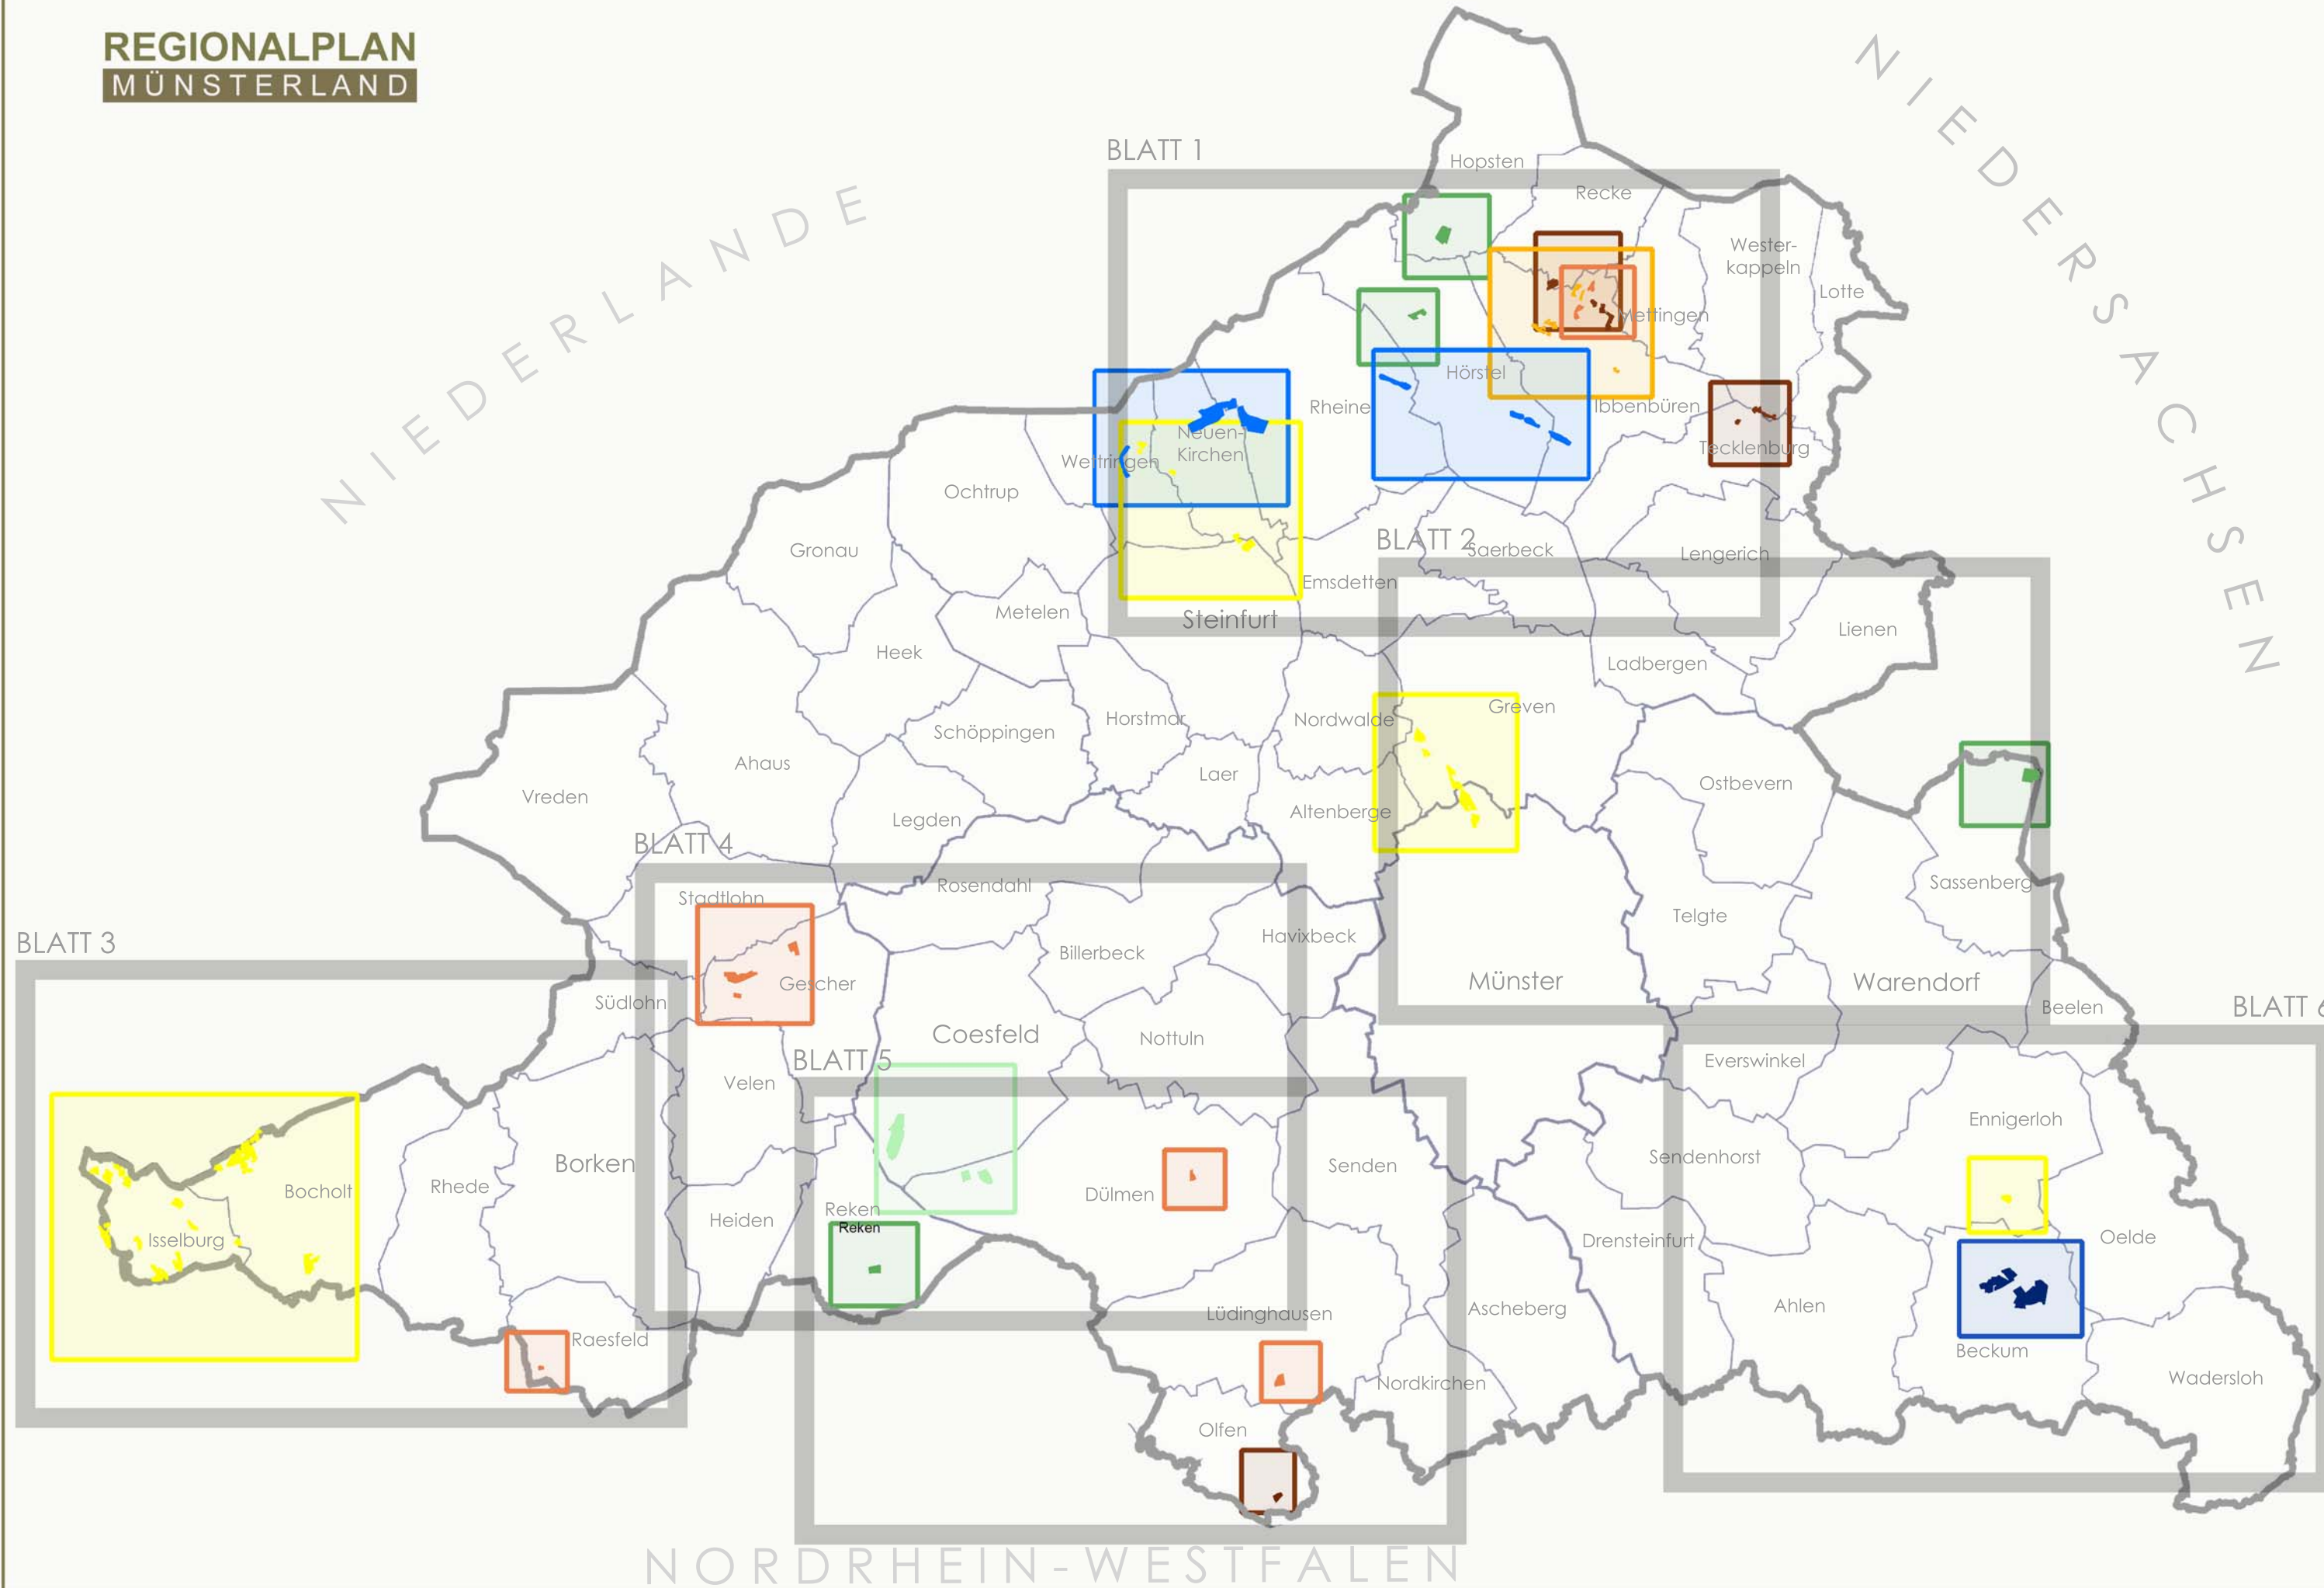 REGIONALPLAN
MÜNSTERLAND
NIEDERLANDE
NIEDERSACHSEN
BLATT 1
Hopsten
Recke
Wester-
kappeln
Lotte
Mettingen
Hörstel
Rheine
Ibbenbüren
Tecklenburg
Neuen-
Kirchen
Wettringen
Ochtrup
BLATT 2
Saerbeck
Lengerich
Gronau
Emsdetten
Metelen
Steinfurt
Lienen
Heek
Ladbergen
Greven
Horstmar
Nordwalde
Schöppingen
Ahaus
Laer
Ostbevern
Vreden
Altenberge
Legden
BLATT 4
Sassenberg
Rosendahl
Stadtlohn
Telgte
Havixbeck
BLATT 3
Billerbeck
Münster
Warendorf
Gescher
Südlohn
Beelen
BLATT 6
Coesfeld
Nottuln
BLATT 5
Everswinkel
Velen
Ennigerloh
Sendenhorst
Borken
Senden
Bocholt
Rhede
Dülmen
Reken
Heiden
Reken
Isselburg
Drensteinfurt
Oelde
Lüdinghausen
Ascheberg
Ahlen
Raesfeld
Beckum
Wadersloh
Nordkirchen
Olfen
NORDRHEIN-WESTFALEN